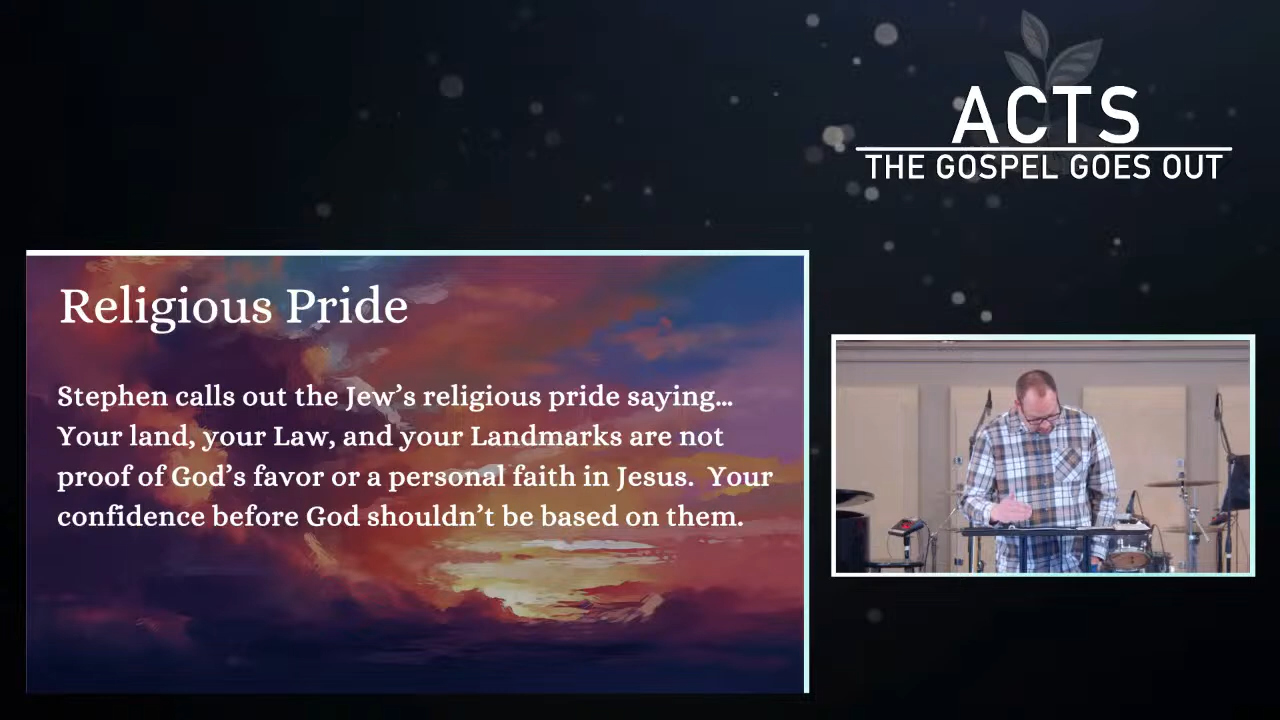 ACTS
THE GOSPEL GOES OUT
Religious Pride
Stephen calls out the Jew’s religious pride saying...
Your land, your Law, and your Landmarks are not
proof of God’s favor or a personal faith in Jesus.  Your
confidence before God shouldn’t be based on them.